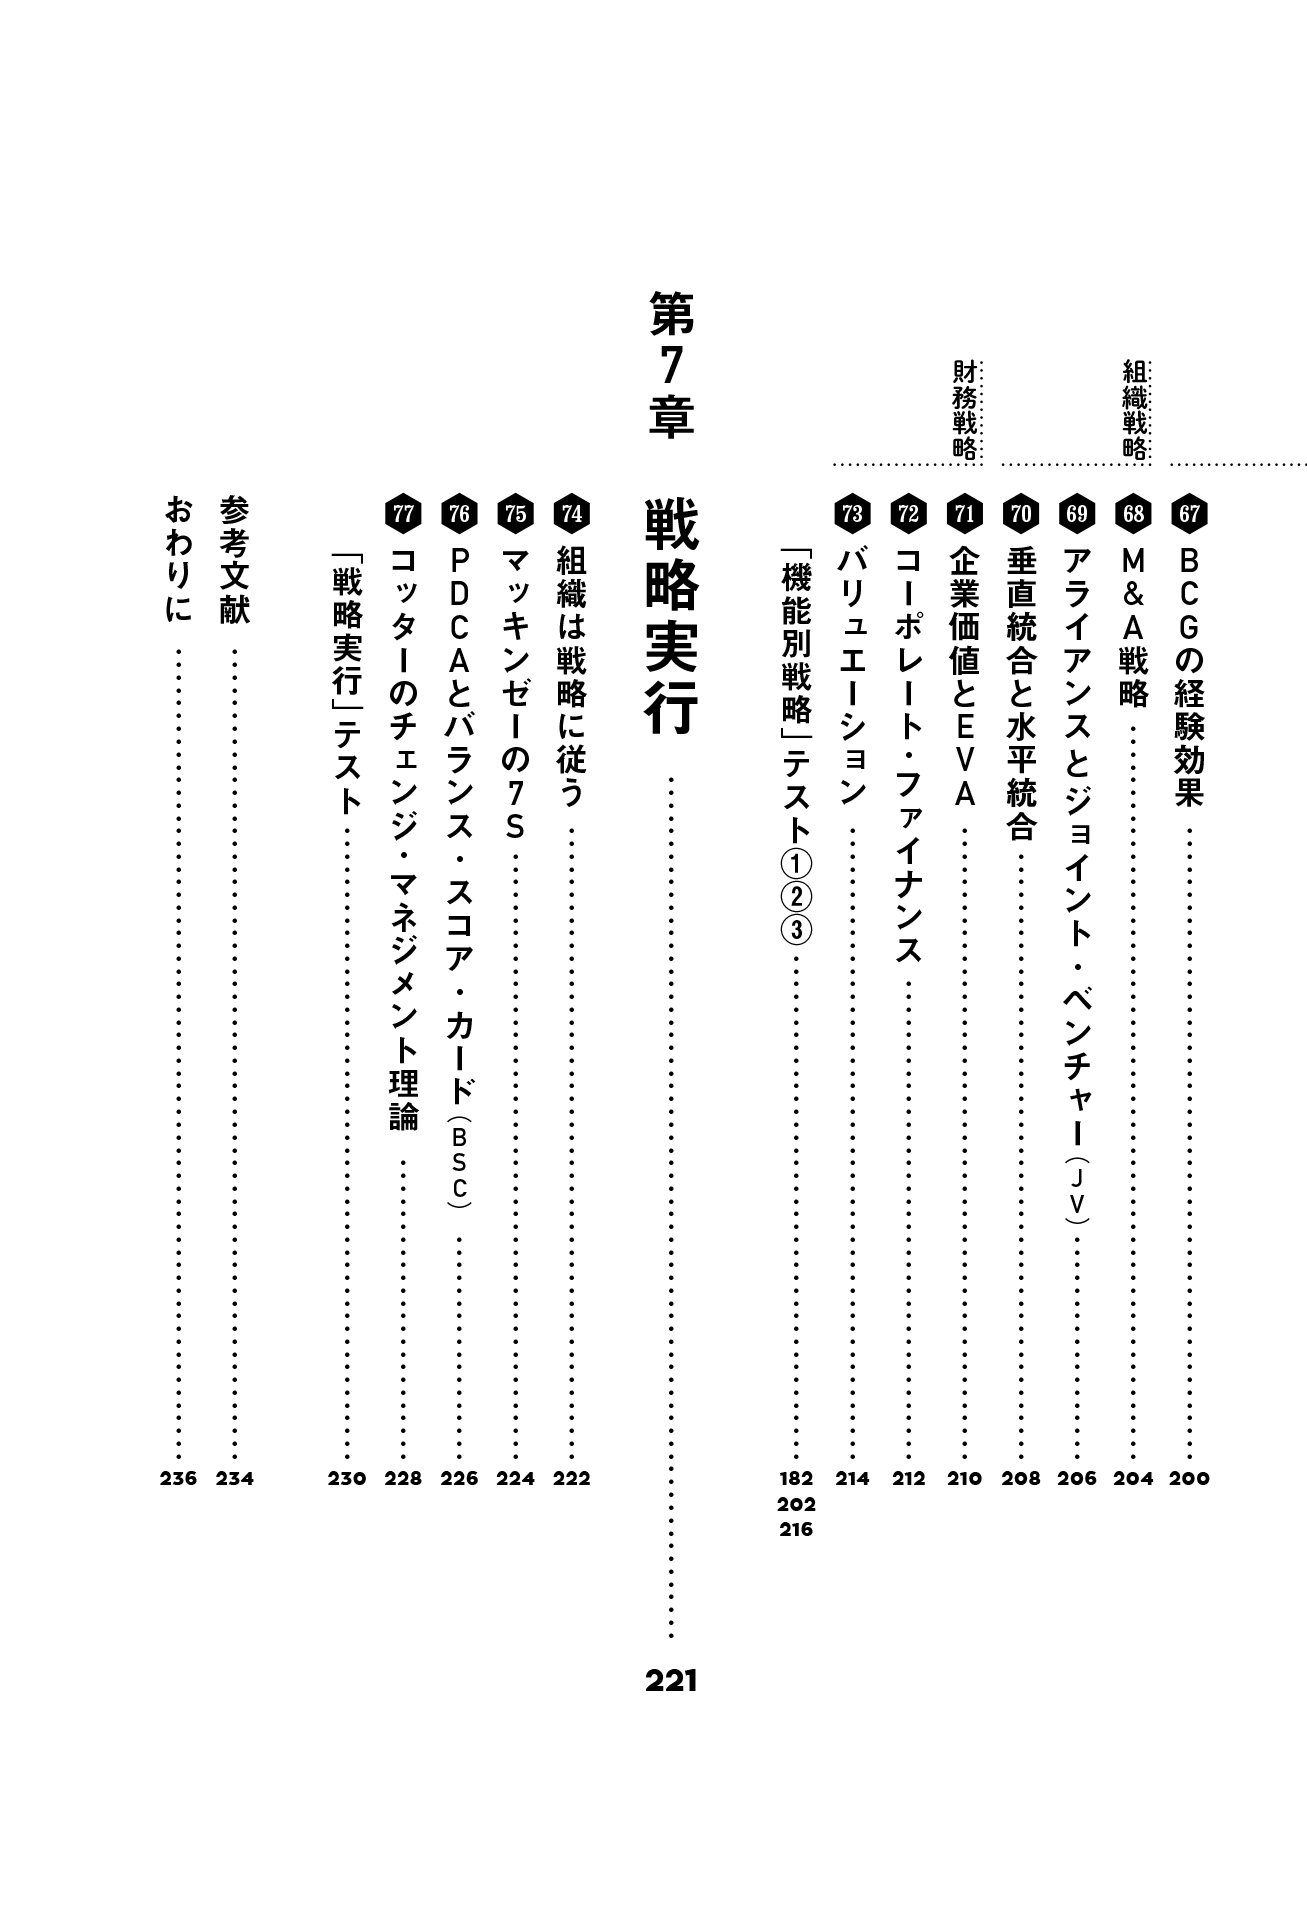 67 BCGの経験効果 200
組織戦略
68 M&A戦略 204
69 アライアンスとジョイント・ベンチャー（JV） 206
70 垂直統合と水平統合 208
財務戦略
71 企業価値とEVA 210
72 コーポレート・ファイナンス 212
73 バリュエーション 214
「機能別戦略」テスト①②③ 182 202 216
第7章 戦略実行 221
74 組織は戦略に従う 222
75 マッキンゼーの7S 224
76 PDCAとバランス・スコア・カード（BSC） 226
77 コッターのチェンジ・マネジメント理論 228
「戦略実行」テスト 230
参考文献 234
おわりに 236